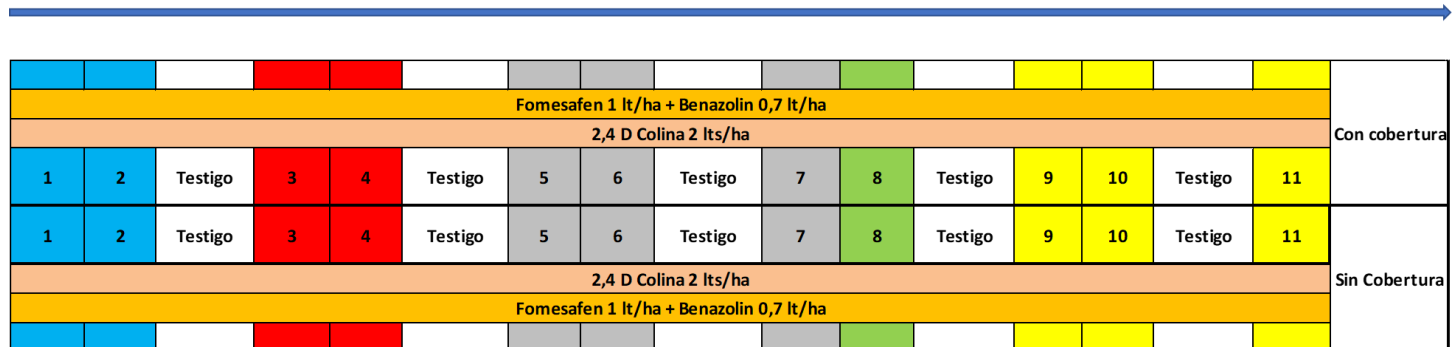 Fomesafen 1 lt/ha + Benazolin 0,7 lt/ha
2,4 D Colina 2 lts/ha
Con cobertura
1 2 Testigo 3 4 Testigo 5 6 Testigo 7 8 Testigo 9 10 Testigo 11
1 2 Testigo 3 4 Testigo 5 6 Testigo 7 8 Testigo 9 10 Testigo 11
2,4 D Colina 2 lts/ha
Sin Cobertura
Fomesafen 1 lt/ha + Benazolin 0,7 lt/ha